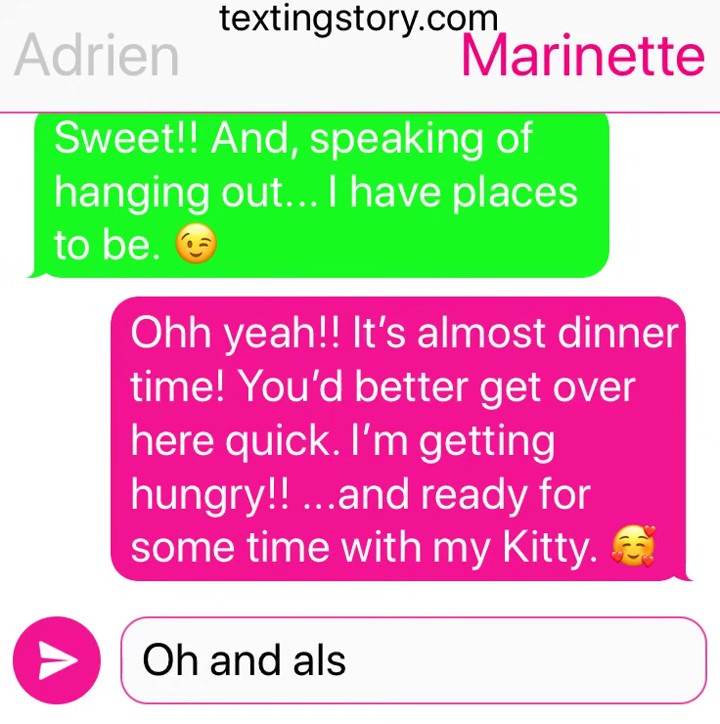 textingstory.com
Adrien
Marinette
Sweet!! And, speaking of
hanging out... I have places
to be. 😉
Ohh yeah!! It’s almost dinner
time! You’d better get over
here quick. I’m getting
hungry!! ...and ready for
some time with my Kitty. 🥰
Oh and als